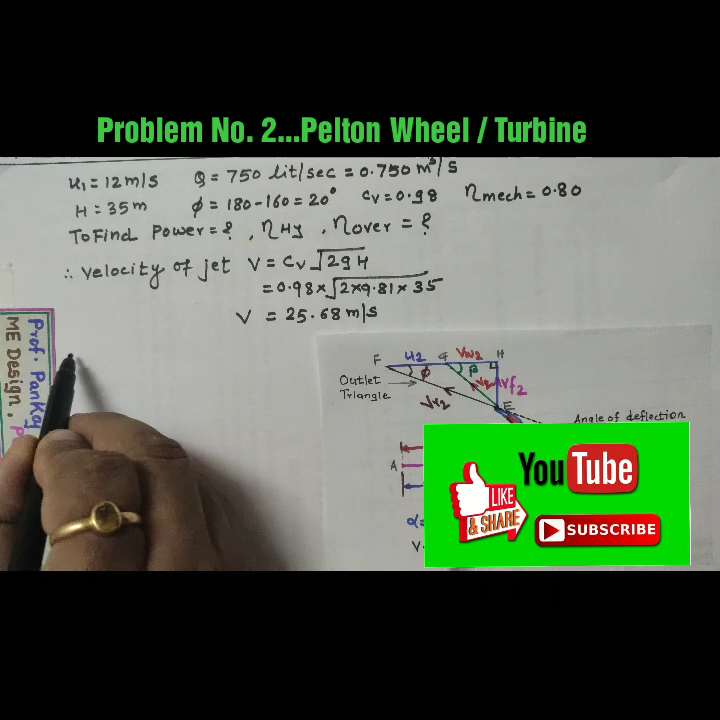 Problem No. 2...Pelton Wheel / Turbine
u₁ = 12 m/s Q = 750 lit/sec = 0.750 m³/s
H = 35 m ϕ = 180-160 = 20° Cv = 0.98 ηmech = 0.80
To Find Power = ?, ηHy, ηover = ?
∴ Velocity of jet V = Cv √2gH
= 0.98 × √2×9.81×35
V = 25.68 m/s
Prof. Pankaj
ME Design,
F u2 G Vw2 H
Outlet
Triangle
ϕ β
Vr2 V2 Vf2
E
Angle of deflection
A
α=
V
YouTube
LIKE
& SHARE
SUBSCRIBE